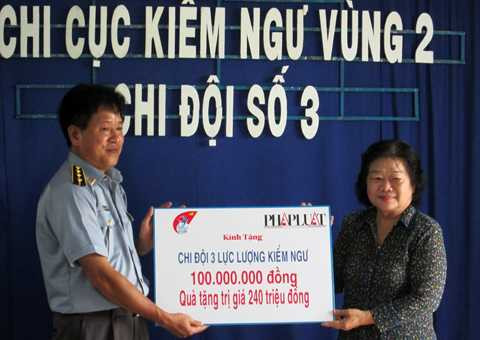 CHI CỤC KIỂM NGƯ VÙNG 2
CHI ĐỘI SỐ 3
PHÁPLUẬT
Kính Tặng
CHI ĐỘI 3 LỰC LƯỢNG KIỂM NGƯ
100.000.000 đồng
Quà tặng trị giá 240 triệu đồng